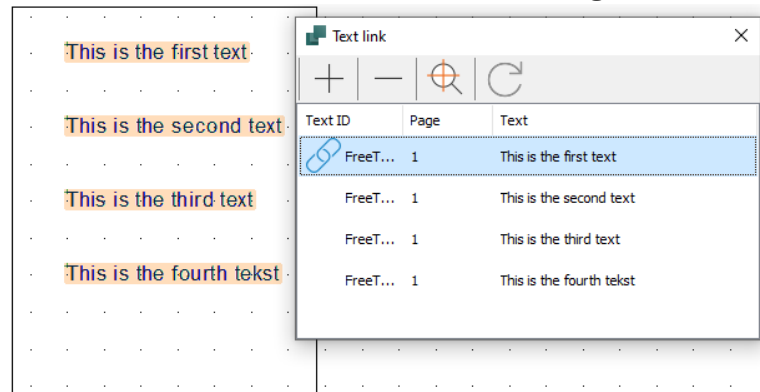 This is the first text
This is the second text
This is the third text
This is the fourth tekst
Text link
Text ID Page Text
FreeT... 1 This is the first text
FreeT... 1 This is the second text
FreeT... 1 This is the third text
FreeT... 1 This is the fourth tekst